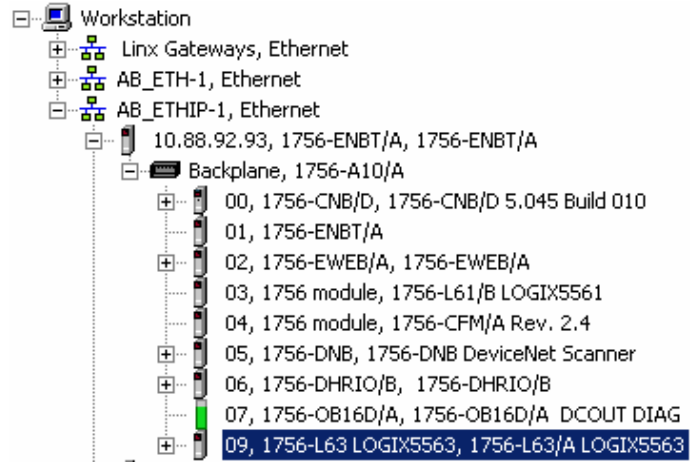 Workstation
Linx Gateways, Ethernet
AB_ETH-1, Ethernet
AB_ETHIP-1, Ethernet
10.88.92.93, 1756-ENBT/A, 1756-ENBT/A
Backplane, 1756-A10/A
00, 1756-CNB/D, 1756-CNB/D 5.045 Build 010
01, 1756-ENBT/A
02, 1756-EWEB/A, 1756-EWEB/A
03, 1756 module, 1756-L61/B LOGIX5561
04, 1756 module, 1756-CFM/A Rev. 2.4
05, 1756-DNB, 1756-DNB DeviceNet Scanner
06, 1756-DHRIO/B, 1756-DHRIO/B
07, 1756-OB16D/A, 1756-OB16D/A DCOUT DIAG
09, 1756-L63 LOGIX5563, 1756-L63/A LOGIX5563